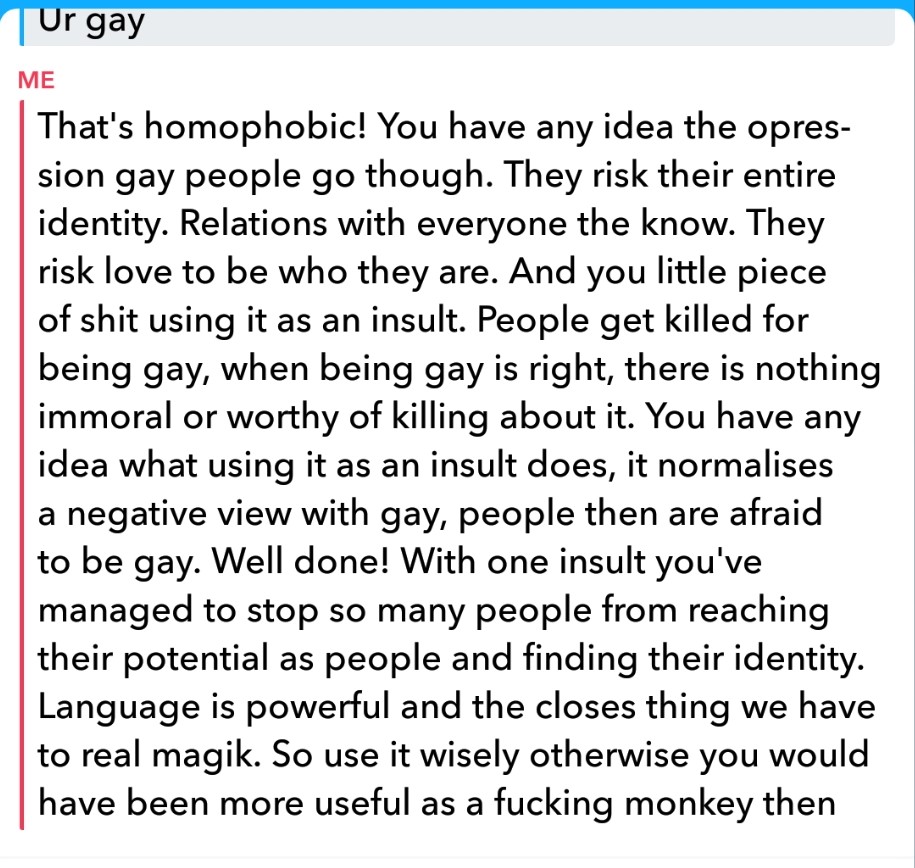 Ur gay
ME
That's homophobic! You have any idea the opres-
sion gay people go though. They risk their entire
identity. Relations with everyone the know. They
risk love to be who they are. And you little piece
of shit using it as an insult. People get killed for
being gay, when being gay is right, there is nothing
immoral or worthy of killing about it. You have any
idea what using it as an insult does, it normalises
a negative view with gay, people then are afraid
to be gay. Well done! With one insult you've
managed to stop so many people from reaching
their potential as people and finding their identity.
Language is powerful and the closes thing we have
to real magik. So use it wisely otherwise you would
have been more useful as a fucking monkey then